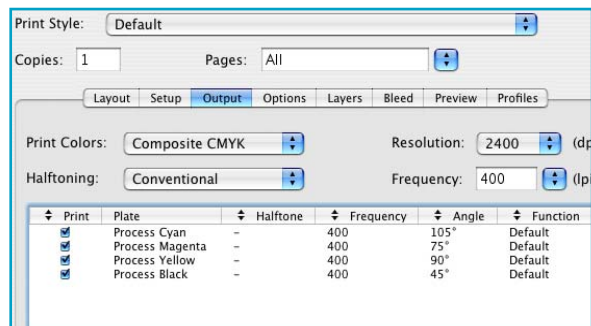 Print Style: Default
Copies: 1 Pages: All
Layout Setup Output Options Layers Bleed Preview Profiles
Print Colors: Composite CMYK Resolution: 2400 (dp
Halftoning: Conventional Frequency: 400 (lpi
Print Plate Halftone Frequency Angle Function
Process Cyan – 400 105° Default
Process Magenta – 400 75° Default
Process Yellow – 400 90° Default
Process Black – 400 45° Default